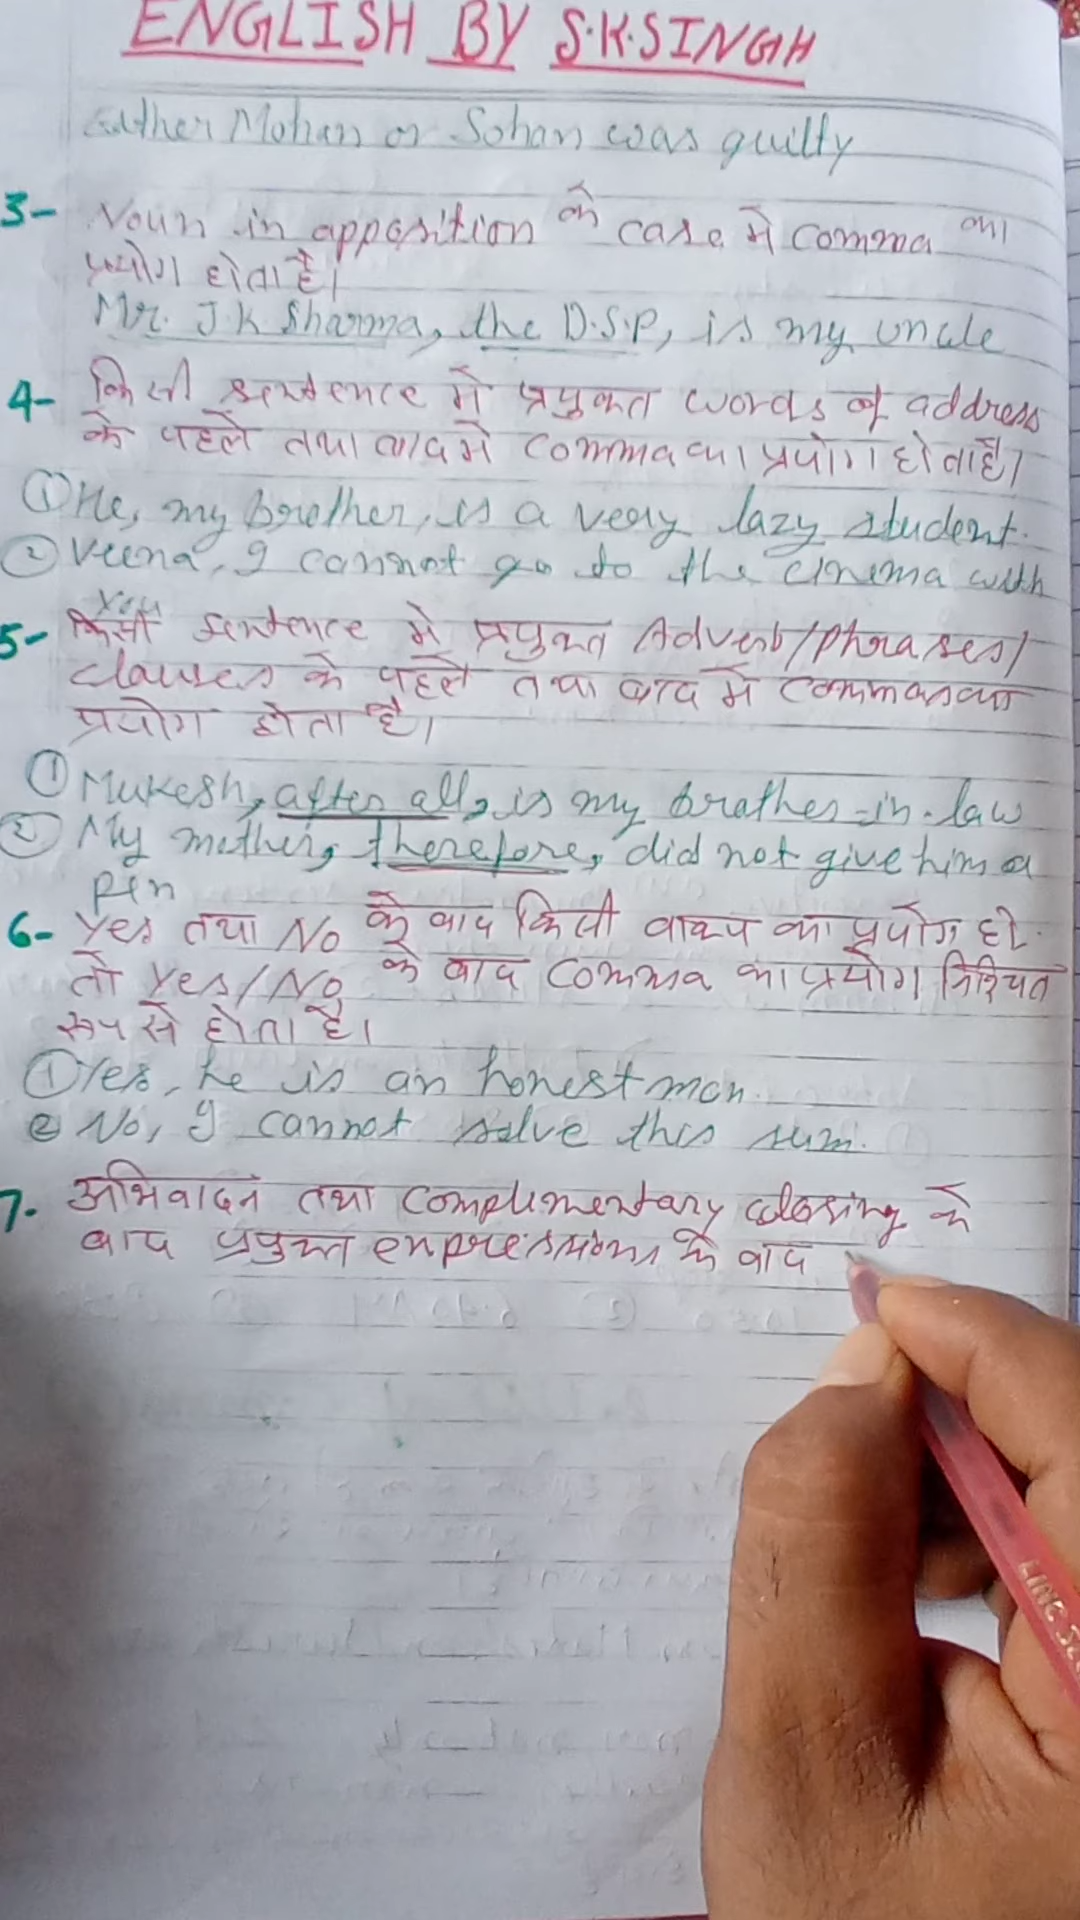 ENGLISH BY S.K.SINGH
Either Mohan or Sohan was guilty
3- Noun in apposition के case में comma का
प्रयोग होता है।
Mr. J.K Sharma, the D.S.P, is my uncle
4- किसी sentence में प्रयुक्त words of address
के पहले तथा बाद में comma का प्रयोग होता है।
① He, my brother, is a very lazy student.
② Veena, I cannot go to the cinema with
you
5- किसी sentence में प्रयुक्त Adverb/phrases/
clauses के पहले तथा बाद में commas का
प्रयोग होता है।
① Mukesh, after all, is my brother-in-law
② My mother, therefore, did not give him a
pen
6- Yes तथा No के बाद किसी वाक्य का प्रयोग हो
तो Yes/No के बाद comma का प्रयोग निश्चित
रूप से होता है।
① Yes, he is an honest man.
② No, I cannot solve this sum.
7. अभिवादन तथा complimentary closing के
बाद प्रयुक्त expressions के बाद
LINC